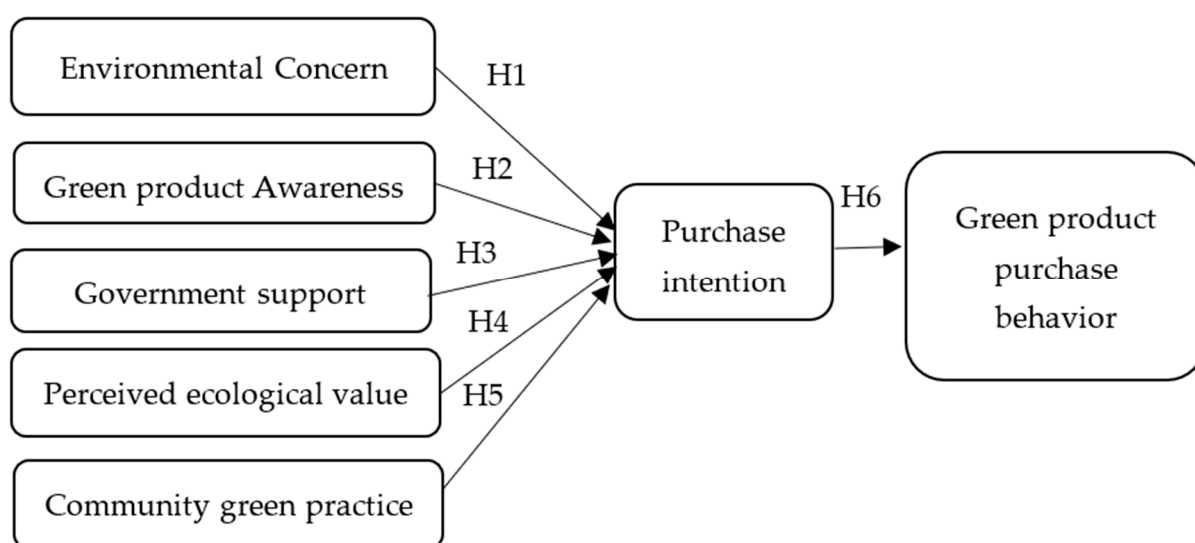 Environmental Concern
H1
Green product Awareness
H2
Government support
H3
Perceived ecological value
H4
Community green practice
H5
Purchase
intention
H6
Green product
purchase
behavior